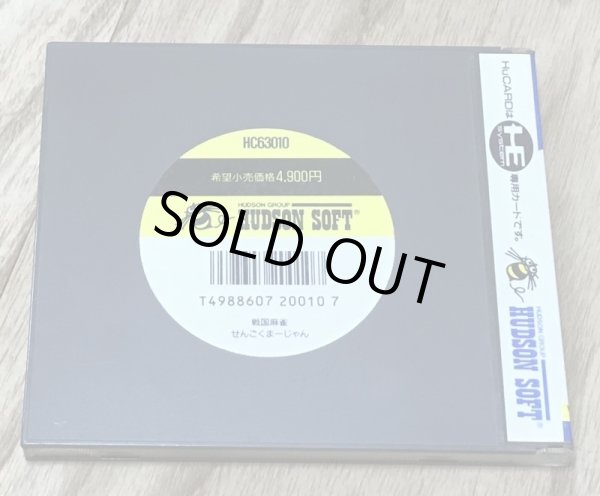 HC63010
希望小売価格4,900円
HUDSON GROUP
HUDSON SOFT®
T4988607 20010 7
戦国麻雀
せんごくまーじゃん
SOLD OUT
HuCARDは
HE
SYSTEM
専用カードです。
HUDSON GROUP
HUDSON SOFT®